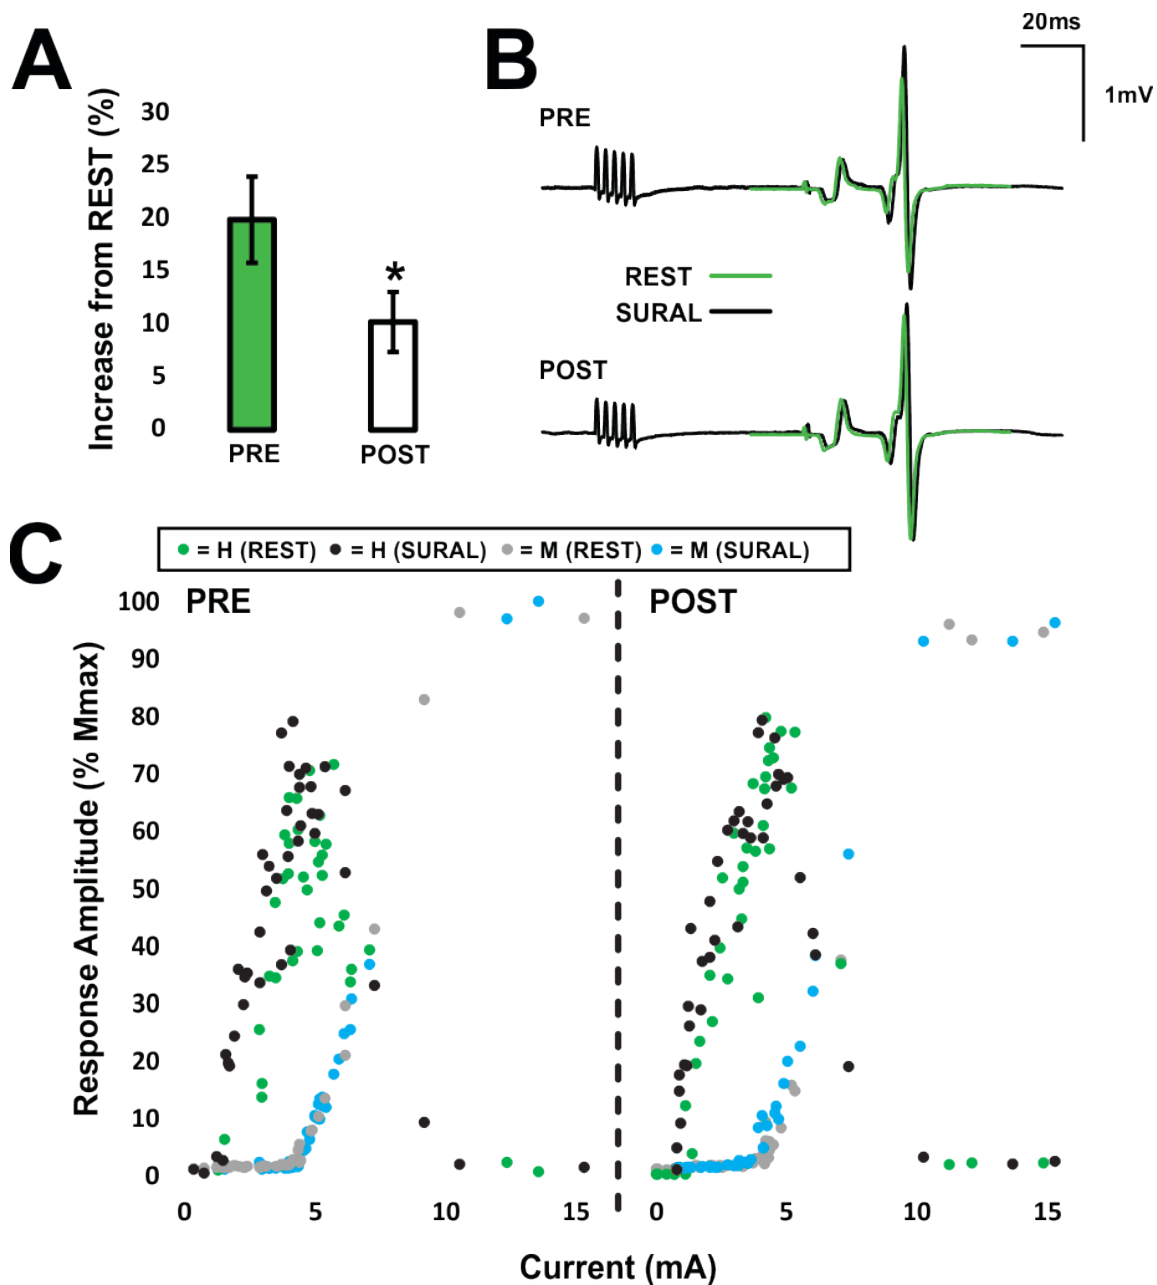 A
Increase from REST (%)
30
25
20
15
10
5
0
*
PRE
POST
B
20ms
1mV
PRE
REST
SURAL
POST
C
= H (REST) = H (SURAL) = M (REST) = M (SURAL)
PRE
POST
Response Amplitude (% Mmax)
100
90
80
70
60
50
40
30
20
10
0
0 5 10 15 0 5 10 15
Current (mA)